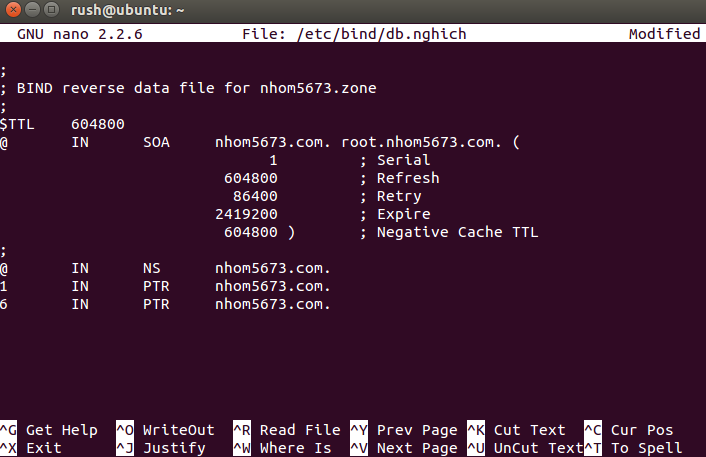 rush@ubuntu: ~
GNU nano 2.2.6 File: /etc/bind/db.nghich Modified
;
; BIND reverse data file for nhom5673.zone
;
$TTL 604800
@ IN SOA nhom5673.com. root.nhom5673.com. (
1 ; Serial
604800 ; Refresh
86400 ; Retry
2419200 ; Expire
604800 ) ; Negative Cache TTL
;
@ IN NS nhom5673.com.
1 IN PTR nhom5673.com.
6 IN PTR nhom5673.com.
^G Get Help ^O WriteOut ^R Read File ^Y Prev Page ^K Cut Text ^C Cur Pos
^X Exit ^J Justify ^W Where Is ^V Next Page ^U UnCut Text ^T To Spell